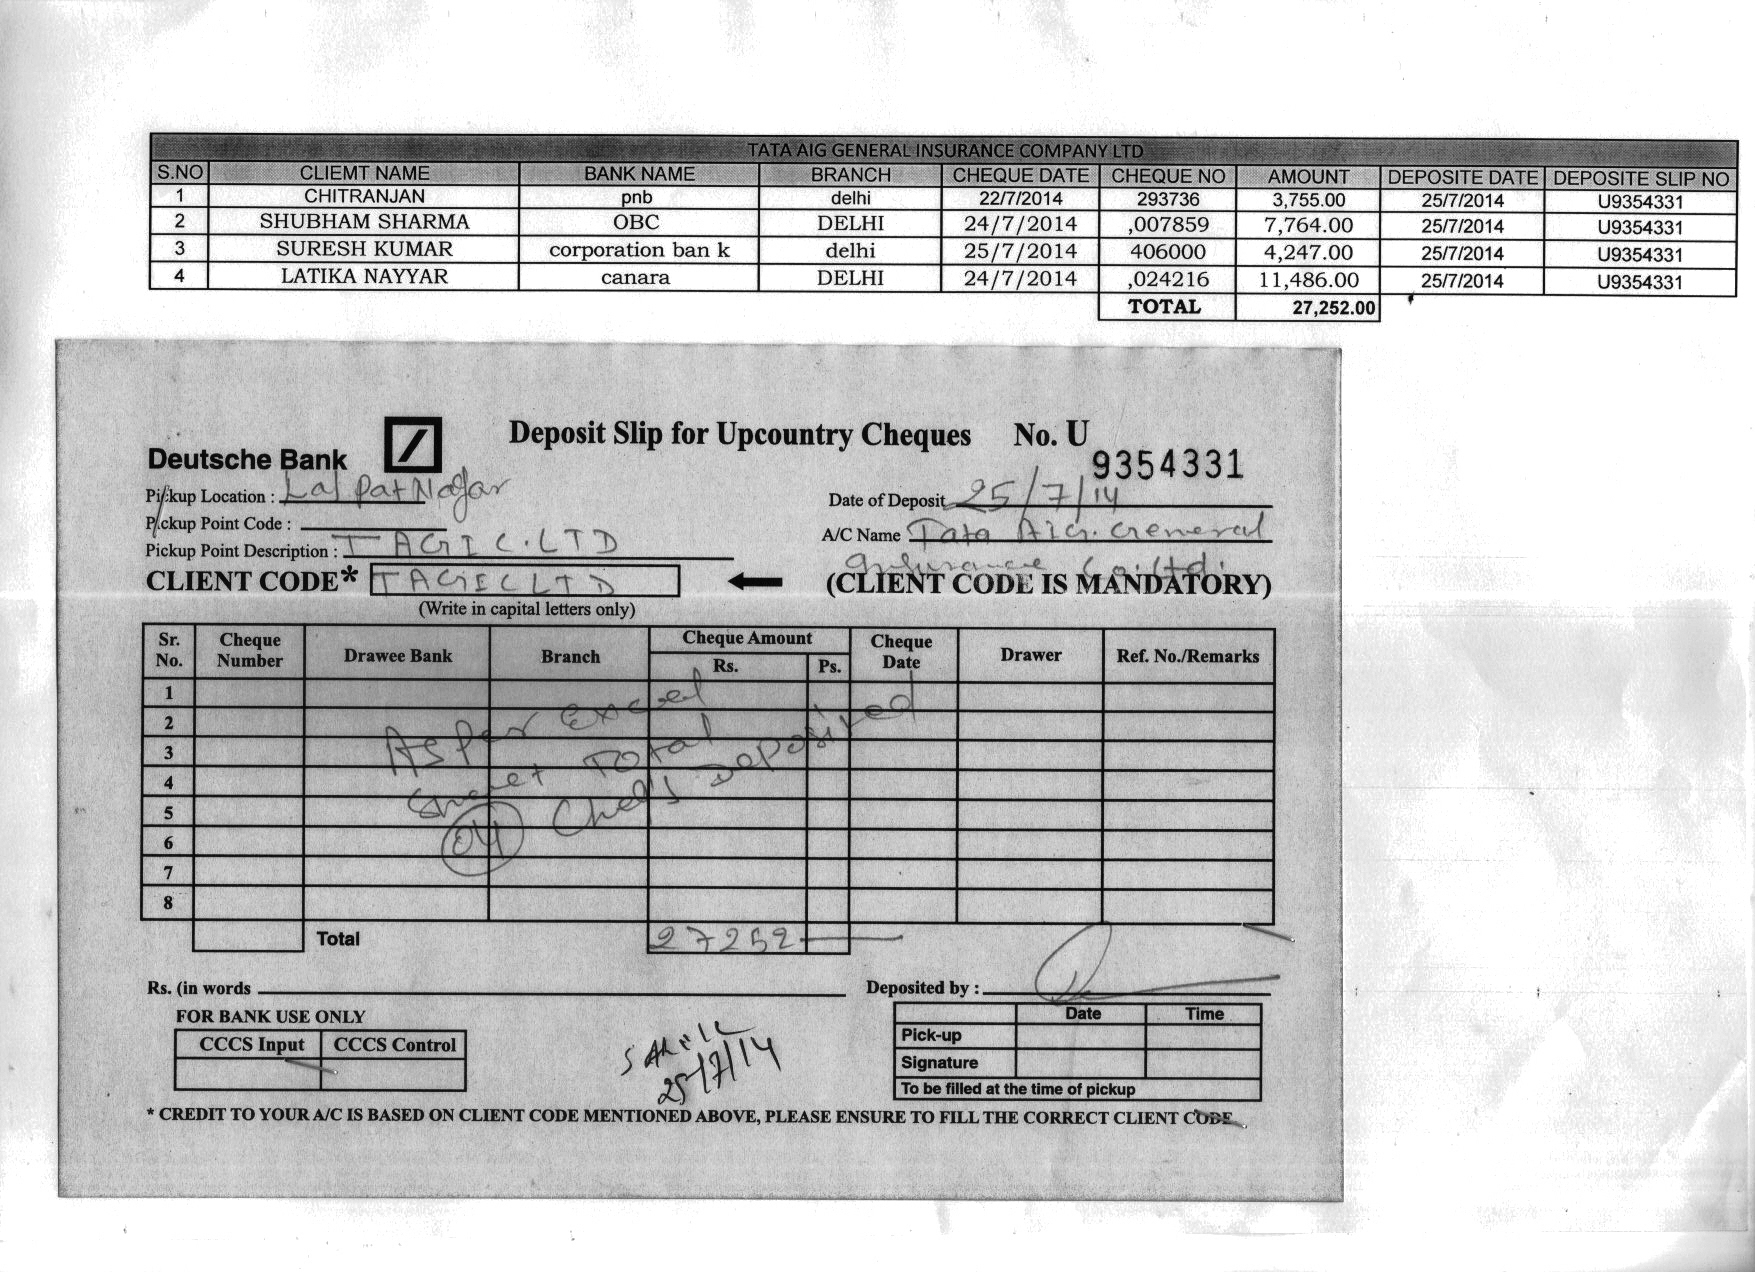 TATA AIG GENERAL INSURANCE COMPANY LTD
S.NO CLIEMT NAME BANK NAME BRANCH CHEQUE DATE CHEQUE NO AMOUNT DEPOSITE DATE DEPOSITE SLIP NO
1 CHITRANJAN pnb delhi 22/7/2014 293736 3,755.00 25/7/2014 U9354331
2 SHUBHAM SHARMA OBC DELHI 24/7/2014 ,007859 7,764.00 25/7/2014 U9354331
3 SURESH KUMAR corporation ban k delhi 25/7/2014 406000 4,247.00 25/7/2014 U9354331
4 LATIKA NAYYAR canara DELHI 24/7/2014 ,024216 11,486.00 25/7/2014 U9354331
TOTAL 27,252.00
Deutsche Bank
Deposit Slip for Upcountry Cheques No. U 9354331
Pickup Location : Lajpat Nagar
Date of Deposit 25/7/14
Pickup Point Code :
A/C Name Tata AIG. General
Insurance Co. Ltd.
Pickup Point Description : TAGIC.LTD
CLIENT CODE* TAGICLTD (CLIENT CODE IS MANDATORY)
(Write in capital letters only)
Sr. No. Cheque Number Drawee Bank Branch Cheque Amount Rs. Ps. Cheque Date Drawer Ref. No./Remarks
1
2
3
4
5
6
7
8
As per Excel
Sheet Total
04 Deposited
Total 27252
Rs. (in words
Deposited by :
FOR BANK USE ONLY
CCCS Input CCCS Control
25/7/14
Date Time
Pick-up
Signature
To be filled at the time of pickup
* CREDIT TO YOUR A/C IS BASED ON CLIENT CODE MENTIONED ABOVE, PLEASE ENSURE TO FILL THE CORRECT CLIENT CODE.